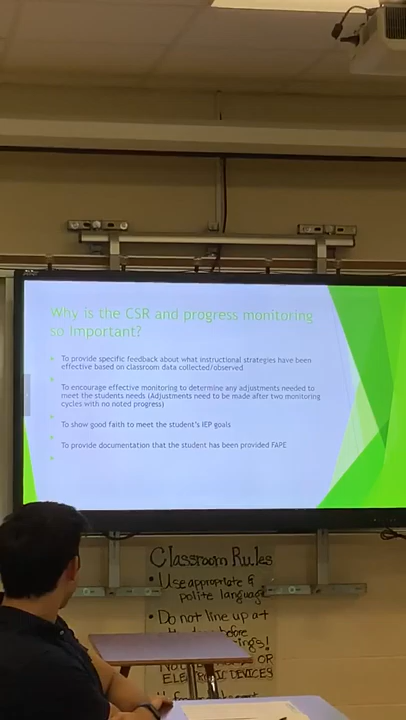 Why is the CSR and progress monitoring
so important?
To provide specific feedback about what instructional strategies have been
effective based on classroom data collected/observed
To encourage effective monitoring to determine any adjustments needed to
meet the students needs (Adjustments need to be made after two monitoring
cycles with no noted progress)
To show good faith to meet the student's IEP goals
To provide documentation that the student has been provided FAPE
Classroom Rules
• Use appropriate &
polite language
• Do not line up at
before
OR
DEVICES